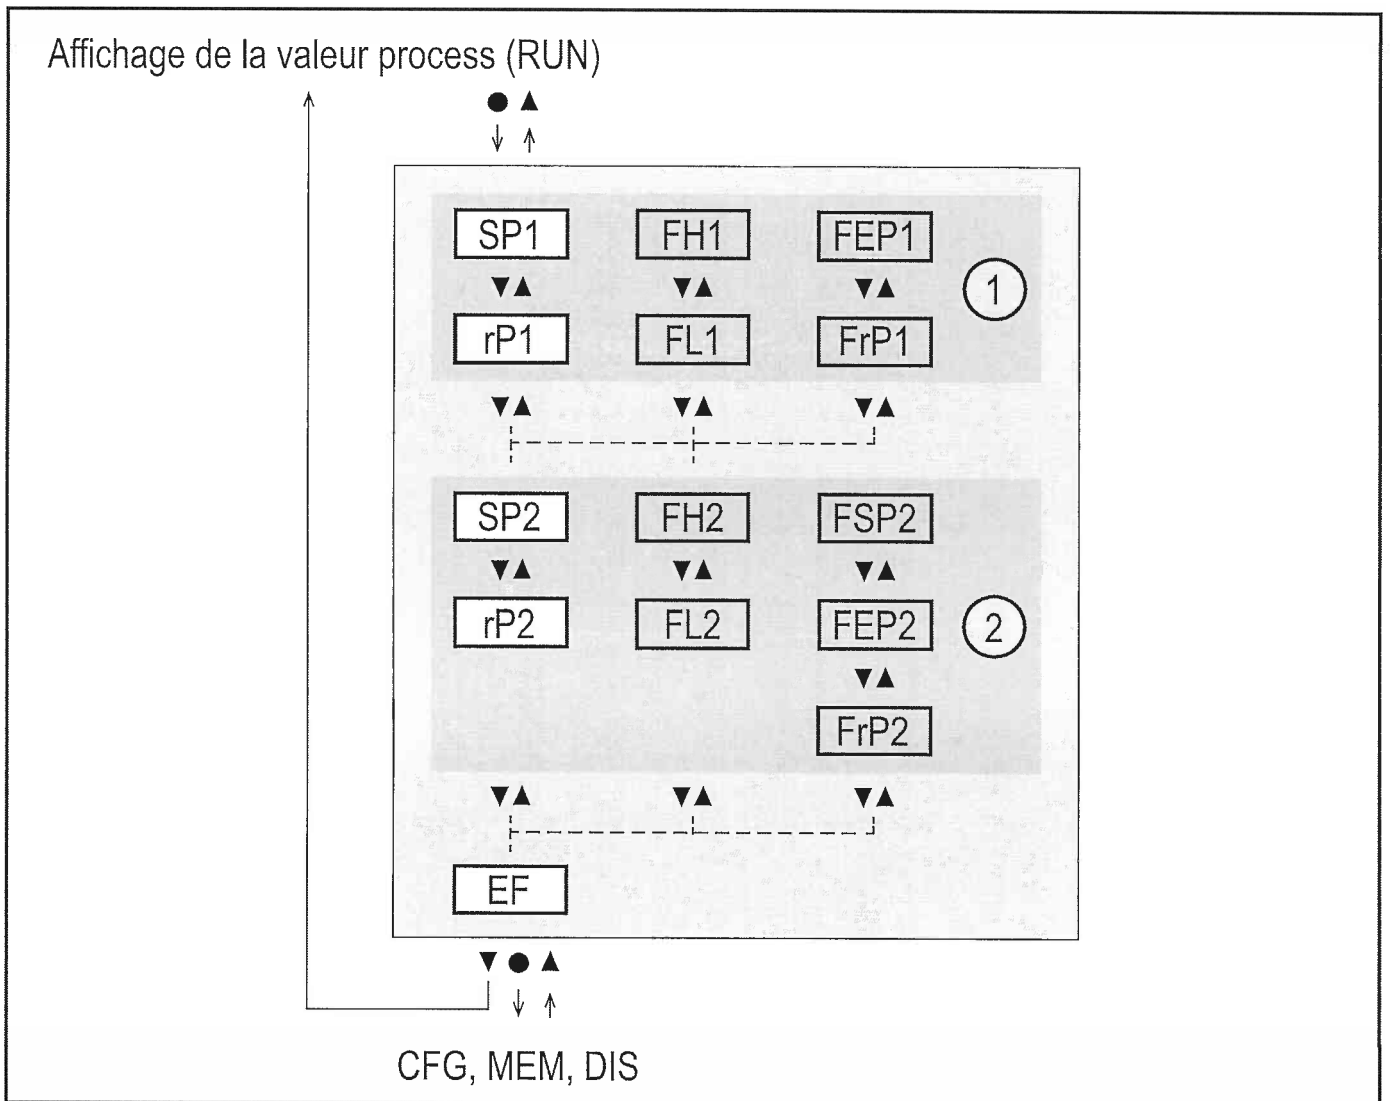 Affichage de la valeur process (RUN)
SP1 FH1 FEP1
1
rP1 FL1 FrP1
SP2 FH2 FSP2
rP2 FL2 FEP2
2
FrP2
EF
CFG, MEM, DIS